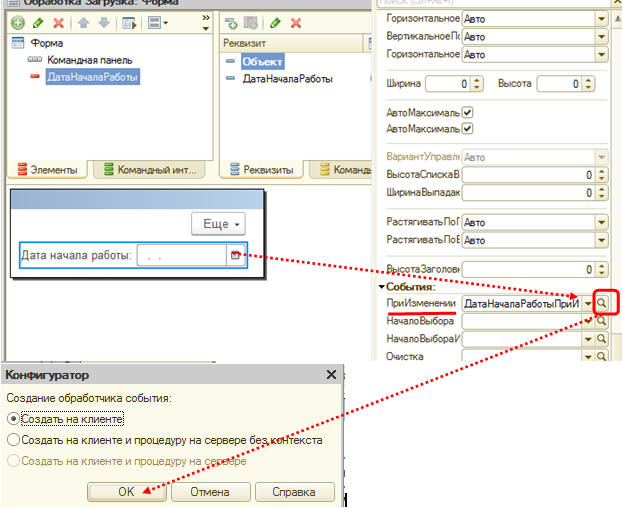 Обработка Загрузка: Форма
Форма
Командная панель
ДатаНачалаРаботы
Элементы
Командный инт...
Реквизит
Объект
ДатаНачалаРаботы
Реквизиты
Команды
Еще
Дата начала работы: . .
Поиск (Ctrl+Alt+
Горизонтальное Авто
ВертикальноеПо Авто
Горизонтальное Авто
Ширина 0 Высота 0
АвтоМаксималь
АвтоМаксималь
ВариантУправле Авто
ВысотаСпискаВ 0
ШиринаВыпадак 0
РастягиватьПоГ Авто
РастягиватьПоЕ Авто
ВысотаЗаголовк 0
События:
ПриИзменении ДатаНачалаРаботыПриИ
НачалоВыбора
НачалоВыбораИ
Очистка
Конфигуратор
Создание обработчика события:
Создать на клиенте
Создать на клиенте и процедуру на сервере без контекста
Создать на клиенте и процедуру на сервере
OK Отмена Справка